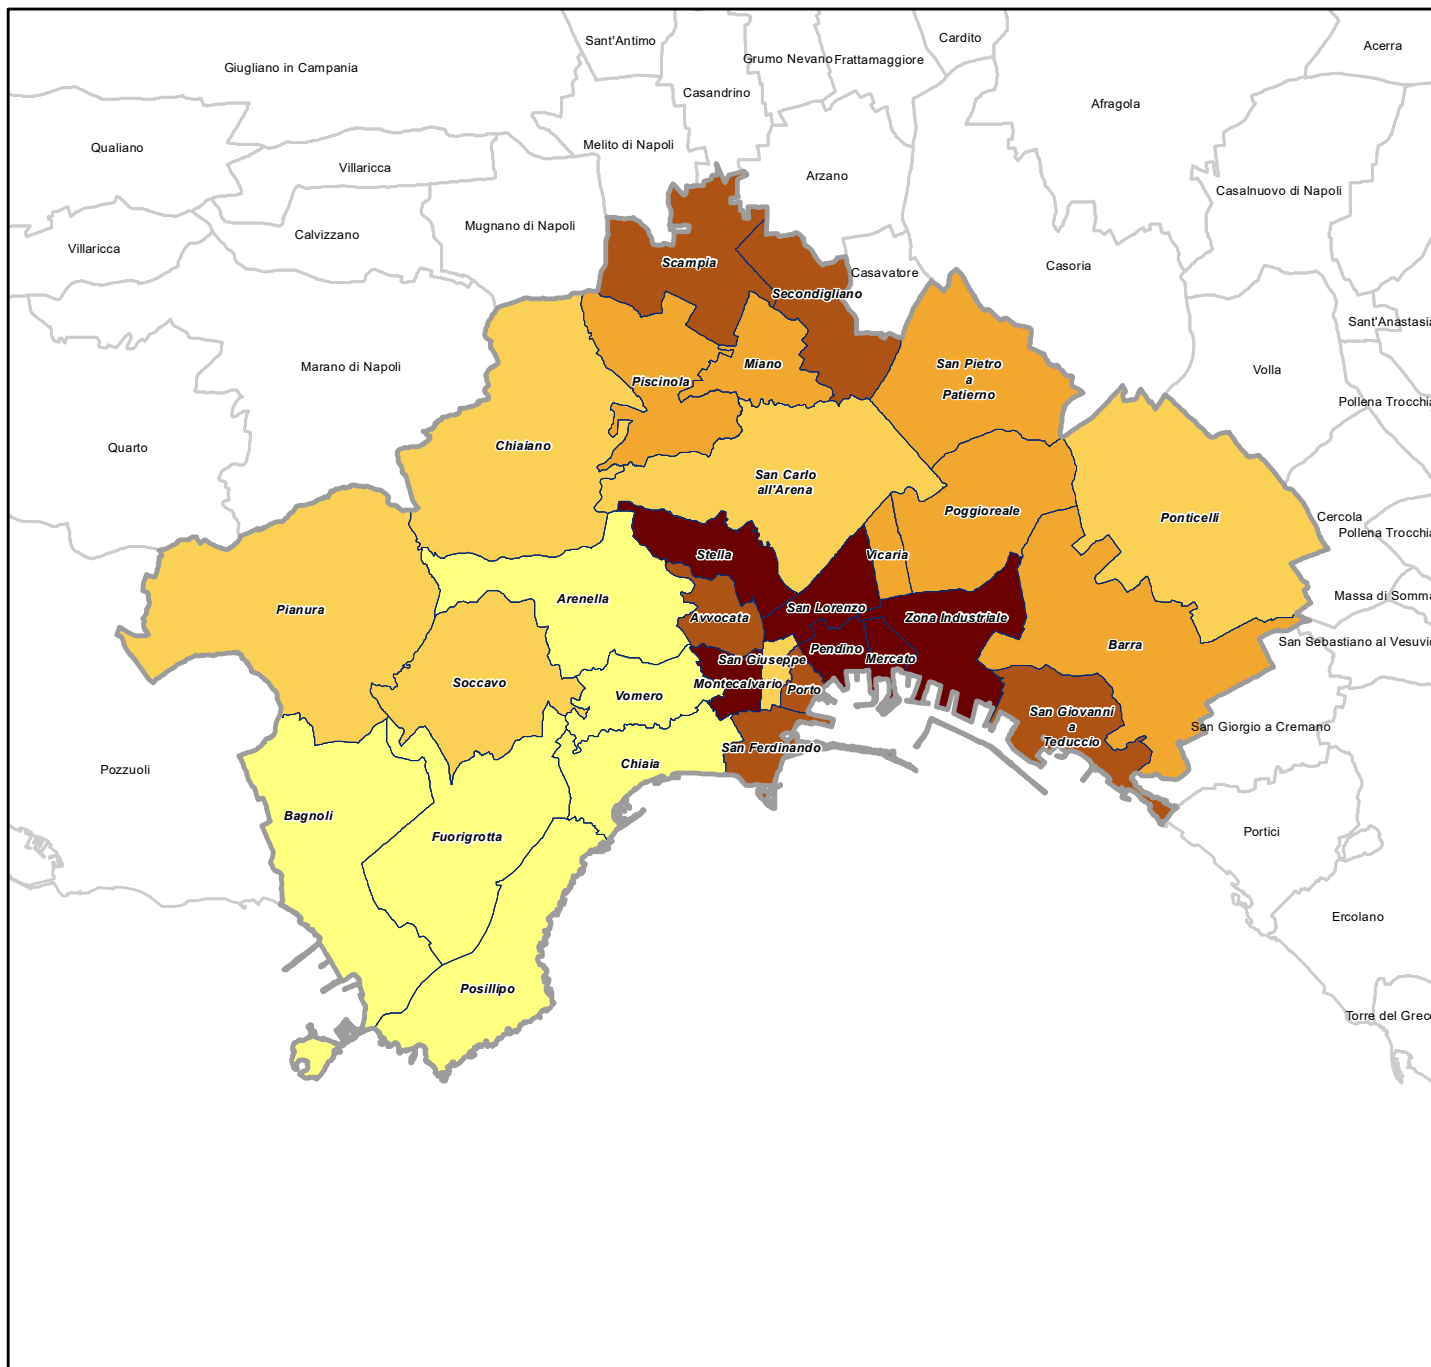 Sant'Antimo
Cardito
Acerra
Giugliano in Campania
Grumo Nevano
Frattamaggiore
Casandrino
Afragola
Qualiano
Melito di Napoli
Villaricca
Arzano
Casalnuovo di Napoli
Mugnano di Napoli
Calvizzano
Villaricca
Scampia
Casoria
Casavatore
Secondigliano
Sant'Anastasia
Marano di Napoli
Miano
San Pietro
a
Patierno
Volla
Piscinola
Pollena Trocchia
Quarto
Chiaiano
San Carlo
all'Arena
Poggioreale
Ponticelli
Cercola
Pollena Trocchia
Stella
Vicaria
Massa di Somma
Pianura
Arenella
San Lorenzo
Avvocata
Zona Industriale
San Sebastiano al Vesuvio
Pendino
Barra
San Giuseppe
Mercato
Soccavo
Montecalvario
Porto
Vomero
San Giovanni
a
Teduccio
San Giorgio a Cremano
San Ferdinando
Pozzuoli
Chiaia
Bagnoli
Fuorigrotta
Portici
Ercolano
Posillipo
Torre del Grec